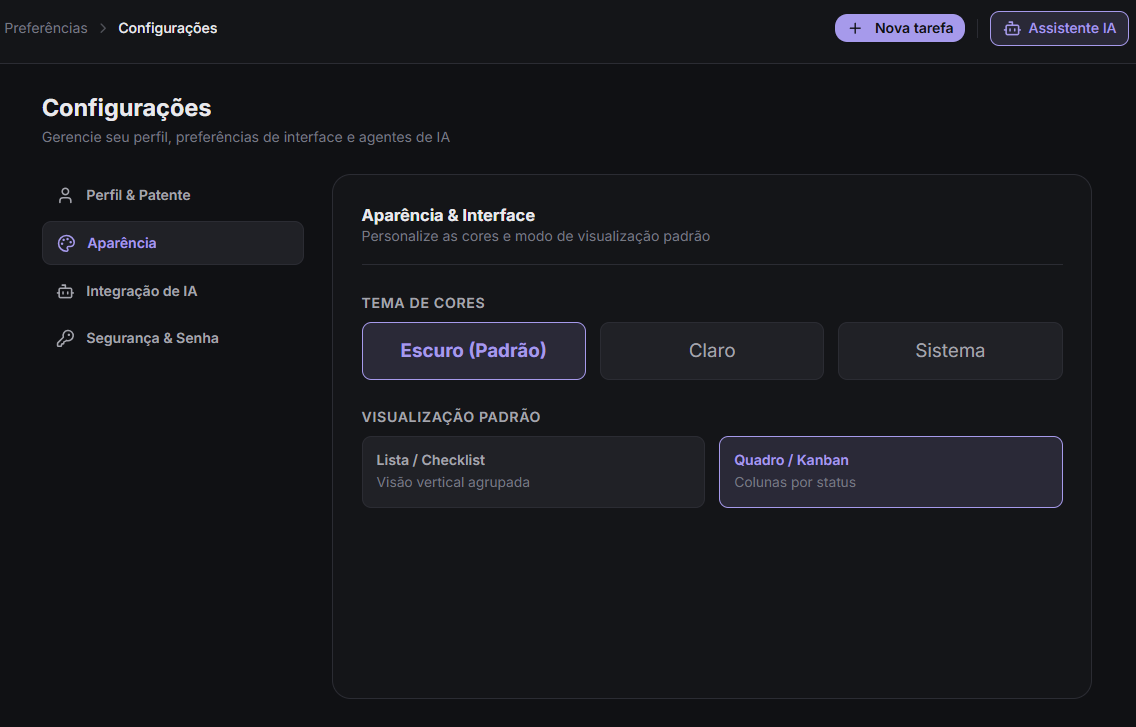 Preferências > Configurações
+ Nova tarefa
Assistente IA
Configurações
Gerencie seu perfil, preferências de interface e agentes de IA
Perfil & Patente
Aparência
Integração de IA
Segurança & Senha
Aparência & Interface
Personalize as cores e modo de visualização padrão
TEMA DE CORES
Escuro (Padrão)
Claro
Sistema
VISUALIZAÇÃO PADRÃO
Lista / Checklist
Visão vertical agrupada
Quadro / Kanban
Colunas por status